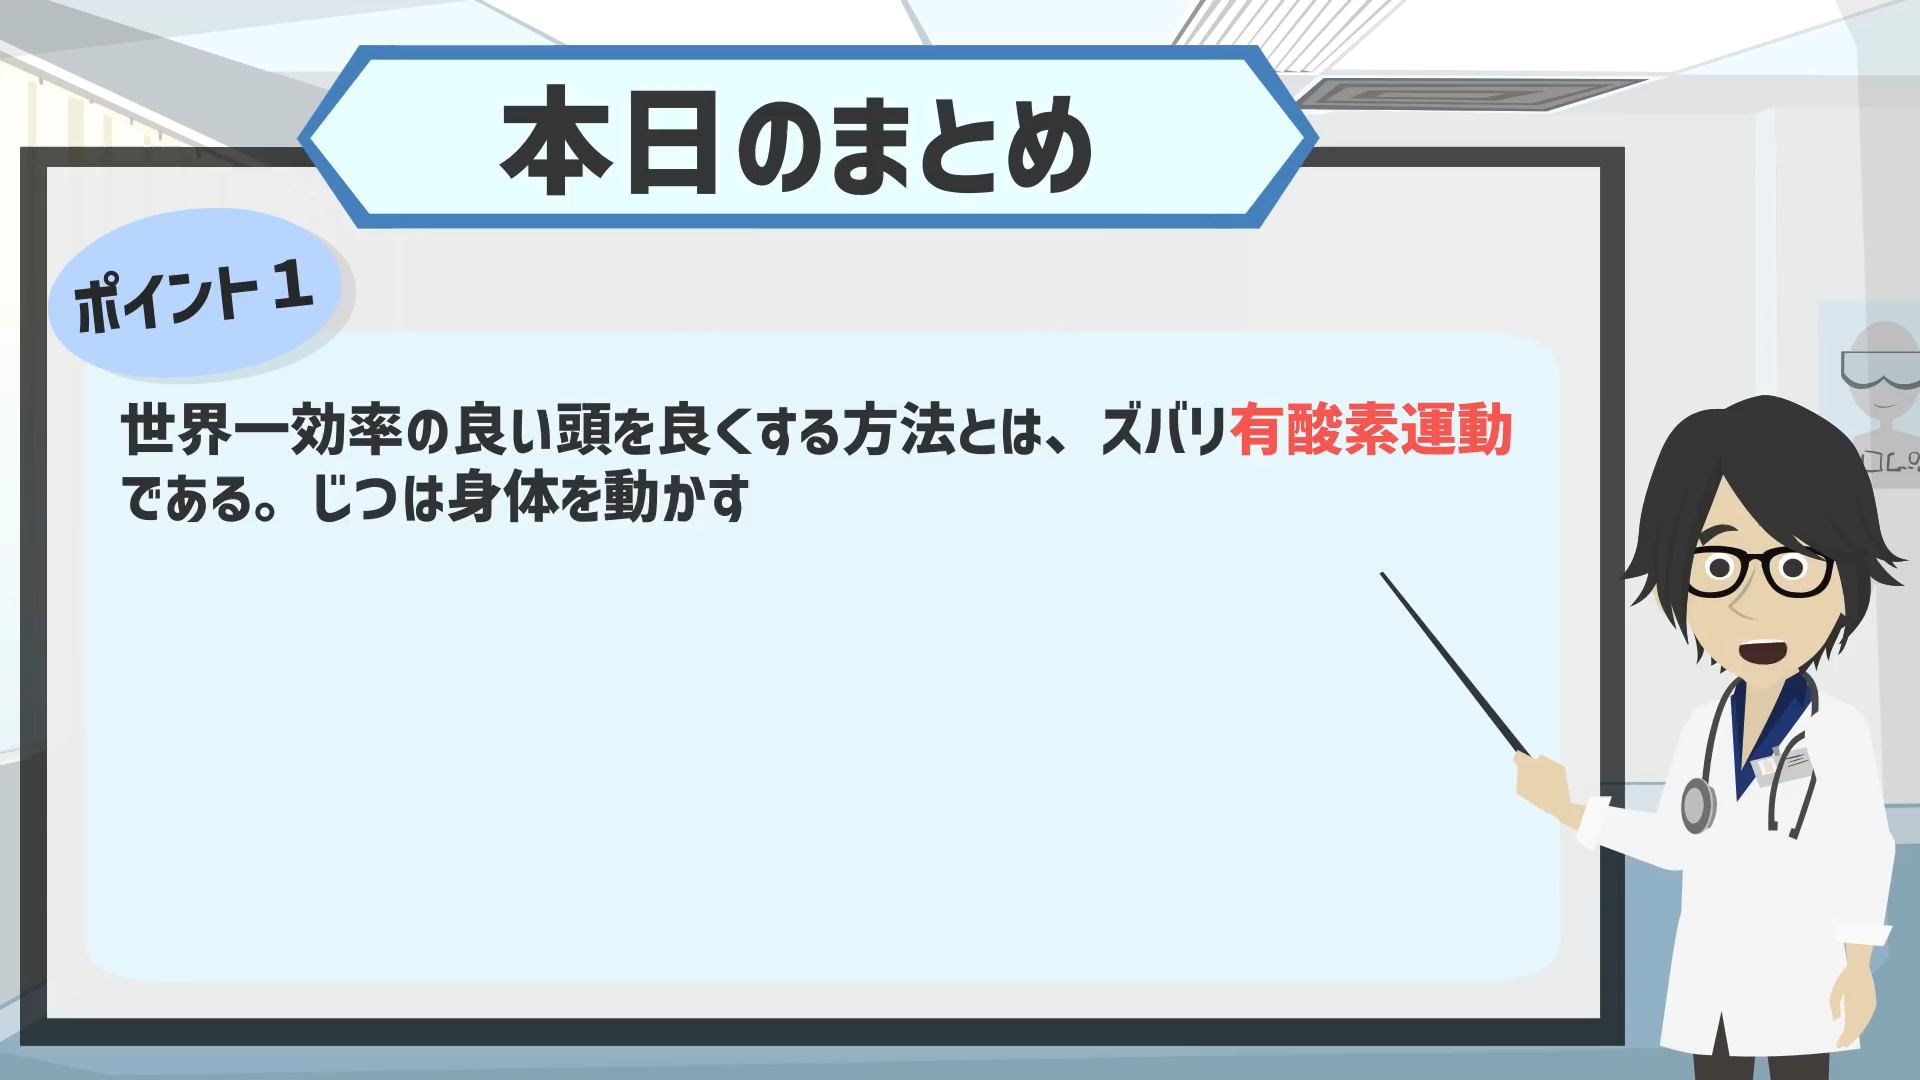 本日のまとめ
ポイント1
世界一効率の良い頭を良くする方法とは、ズバリ有酸素運動
である。じつは身体を動かす